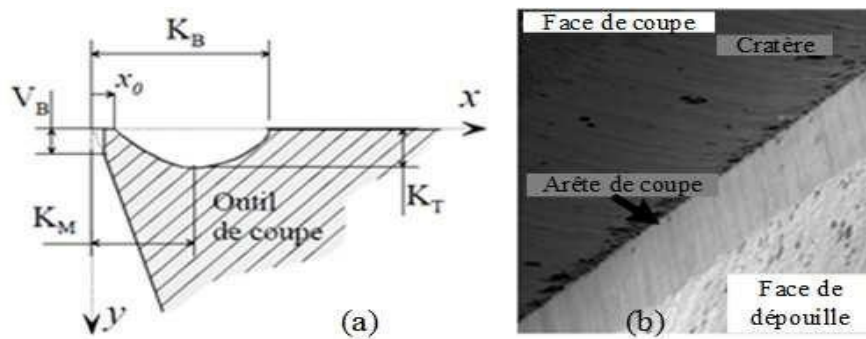 K_B
V_B
x_0
x
K_M
Outil
de coupe
K_T
y
(a)
Face de coupe
Cratère
Arête de coupe
Face de
dépouille
(b)